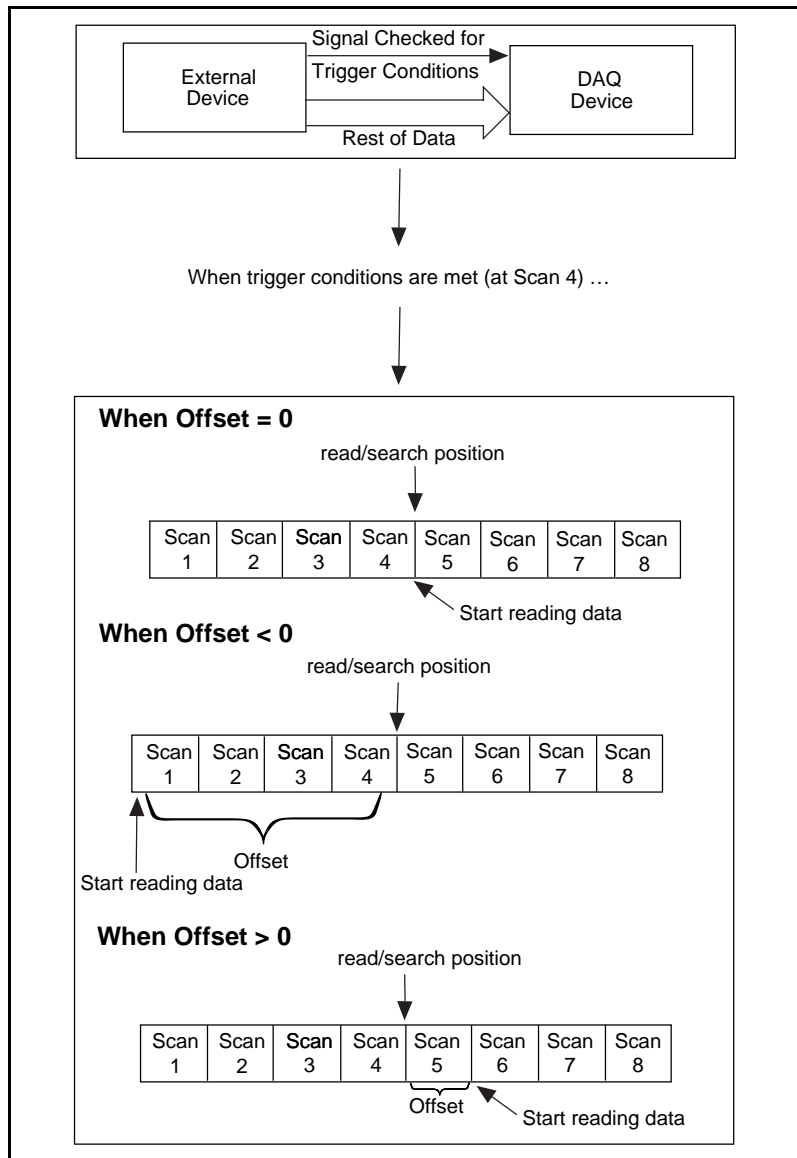 Signal Checked for
Trigger Conditions
External
Device
DAQ
Device
Rest of Data
When trigger conditions are met (at Scan 4) …
When Offset = 0
read/search position
Scan 1 Scan 2 Scan 3 Scan 4 Scan 5 Scan 6 Scan 7 Scan 8
Start reading data
When Offset < 0
read/search position
Scan 1 Scan 2 Scan 3 Scan 4 Scan 5 Scan 6 Scan 7 Scan 8
Offset
Start reading data
When Offset > 0
read/search position
Scan 1 Scan 2 Scan 3 Scan 4 Scan 5 Scan 6 Scan 7 Scan 8
Offset
Start reading data